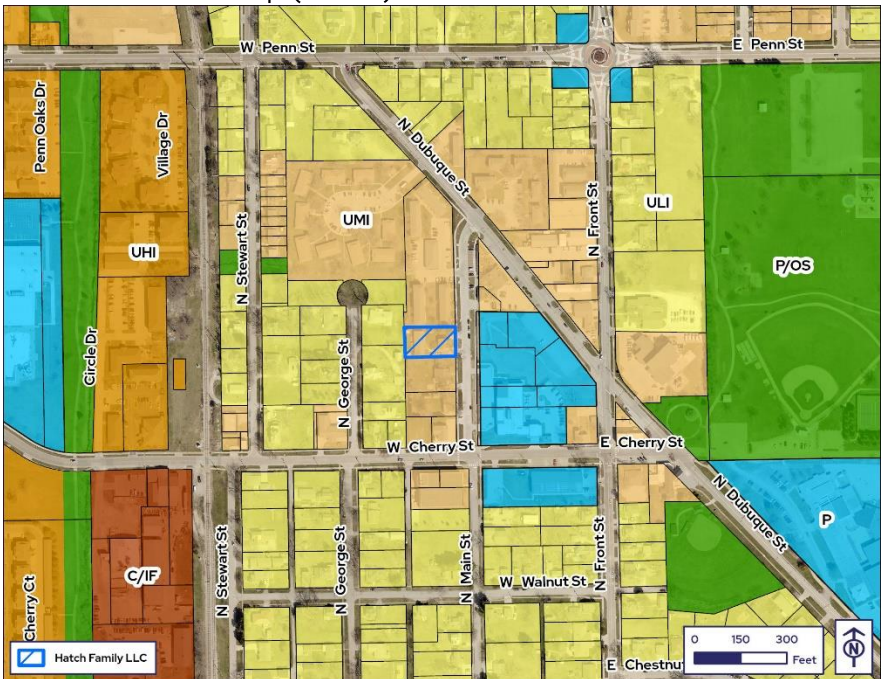 W Penn St
E Penn St
Penn Oaks Dr
Village Dr
N Dubuque St
N Stewart St
UMI
N Front St
ULI
UHI
P/OS
Circle Dr
N George St
W Cherry St
E Cherry St
N Dubuque St
P
C/IF
N Stewart St
N George St
N Main St
N Front St
W Walnut St
Cherry Ct
E Chestnut
Hatch Family LLC
0 150 300
Feet
N